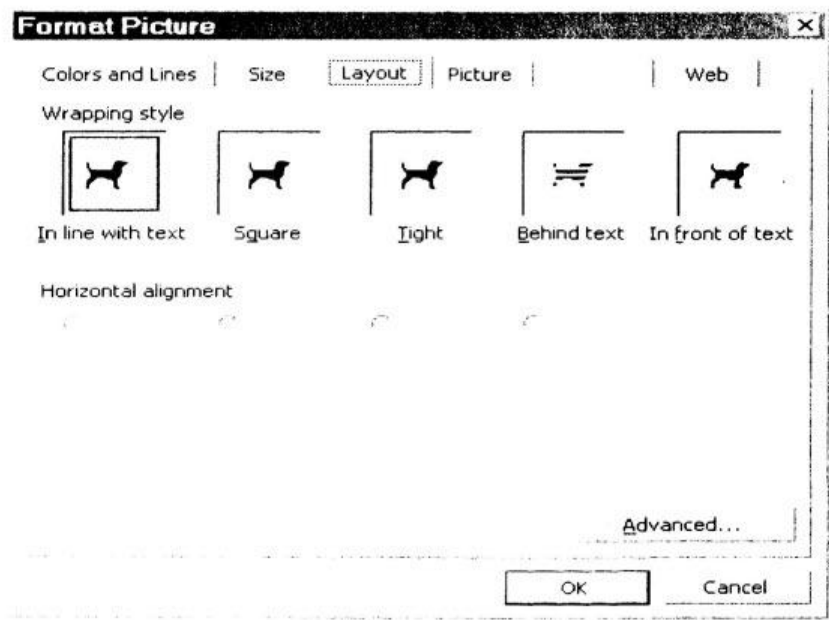 Format Picture
Colors and Lines Size Layout Picture Web
Wrapping style
In line with text Square Tight Behind text In front of text
Horizontal alignment
Advanced...
OK Cancel